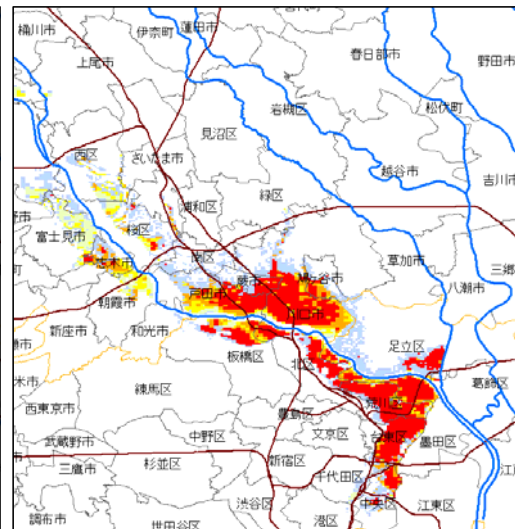 桶川市
伊奈町
蓮田市
春日部市
野田市
上尾市
岩槻区
松伏町
見沼区
西区
さいたま市
越谷市
吉川市
緑区
浦和区
桜区
富士見市
南区
草加市
三郷
志木市
蕨市
鳩ヶ谷市
八潮市
戸田市
朝霞市
川口市
新座市
和光市
足立区
板橋区
北区
葛飾区
練馬区
荒川区
西東京市
豊島区
文京区
台東区
墨田区
武蔵野市
中野区
三鷹市
杉並区
新宿区
千代田区
渋谷区
中央区
江東区
調布市
世田谷区
港区